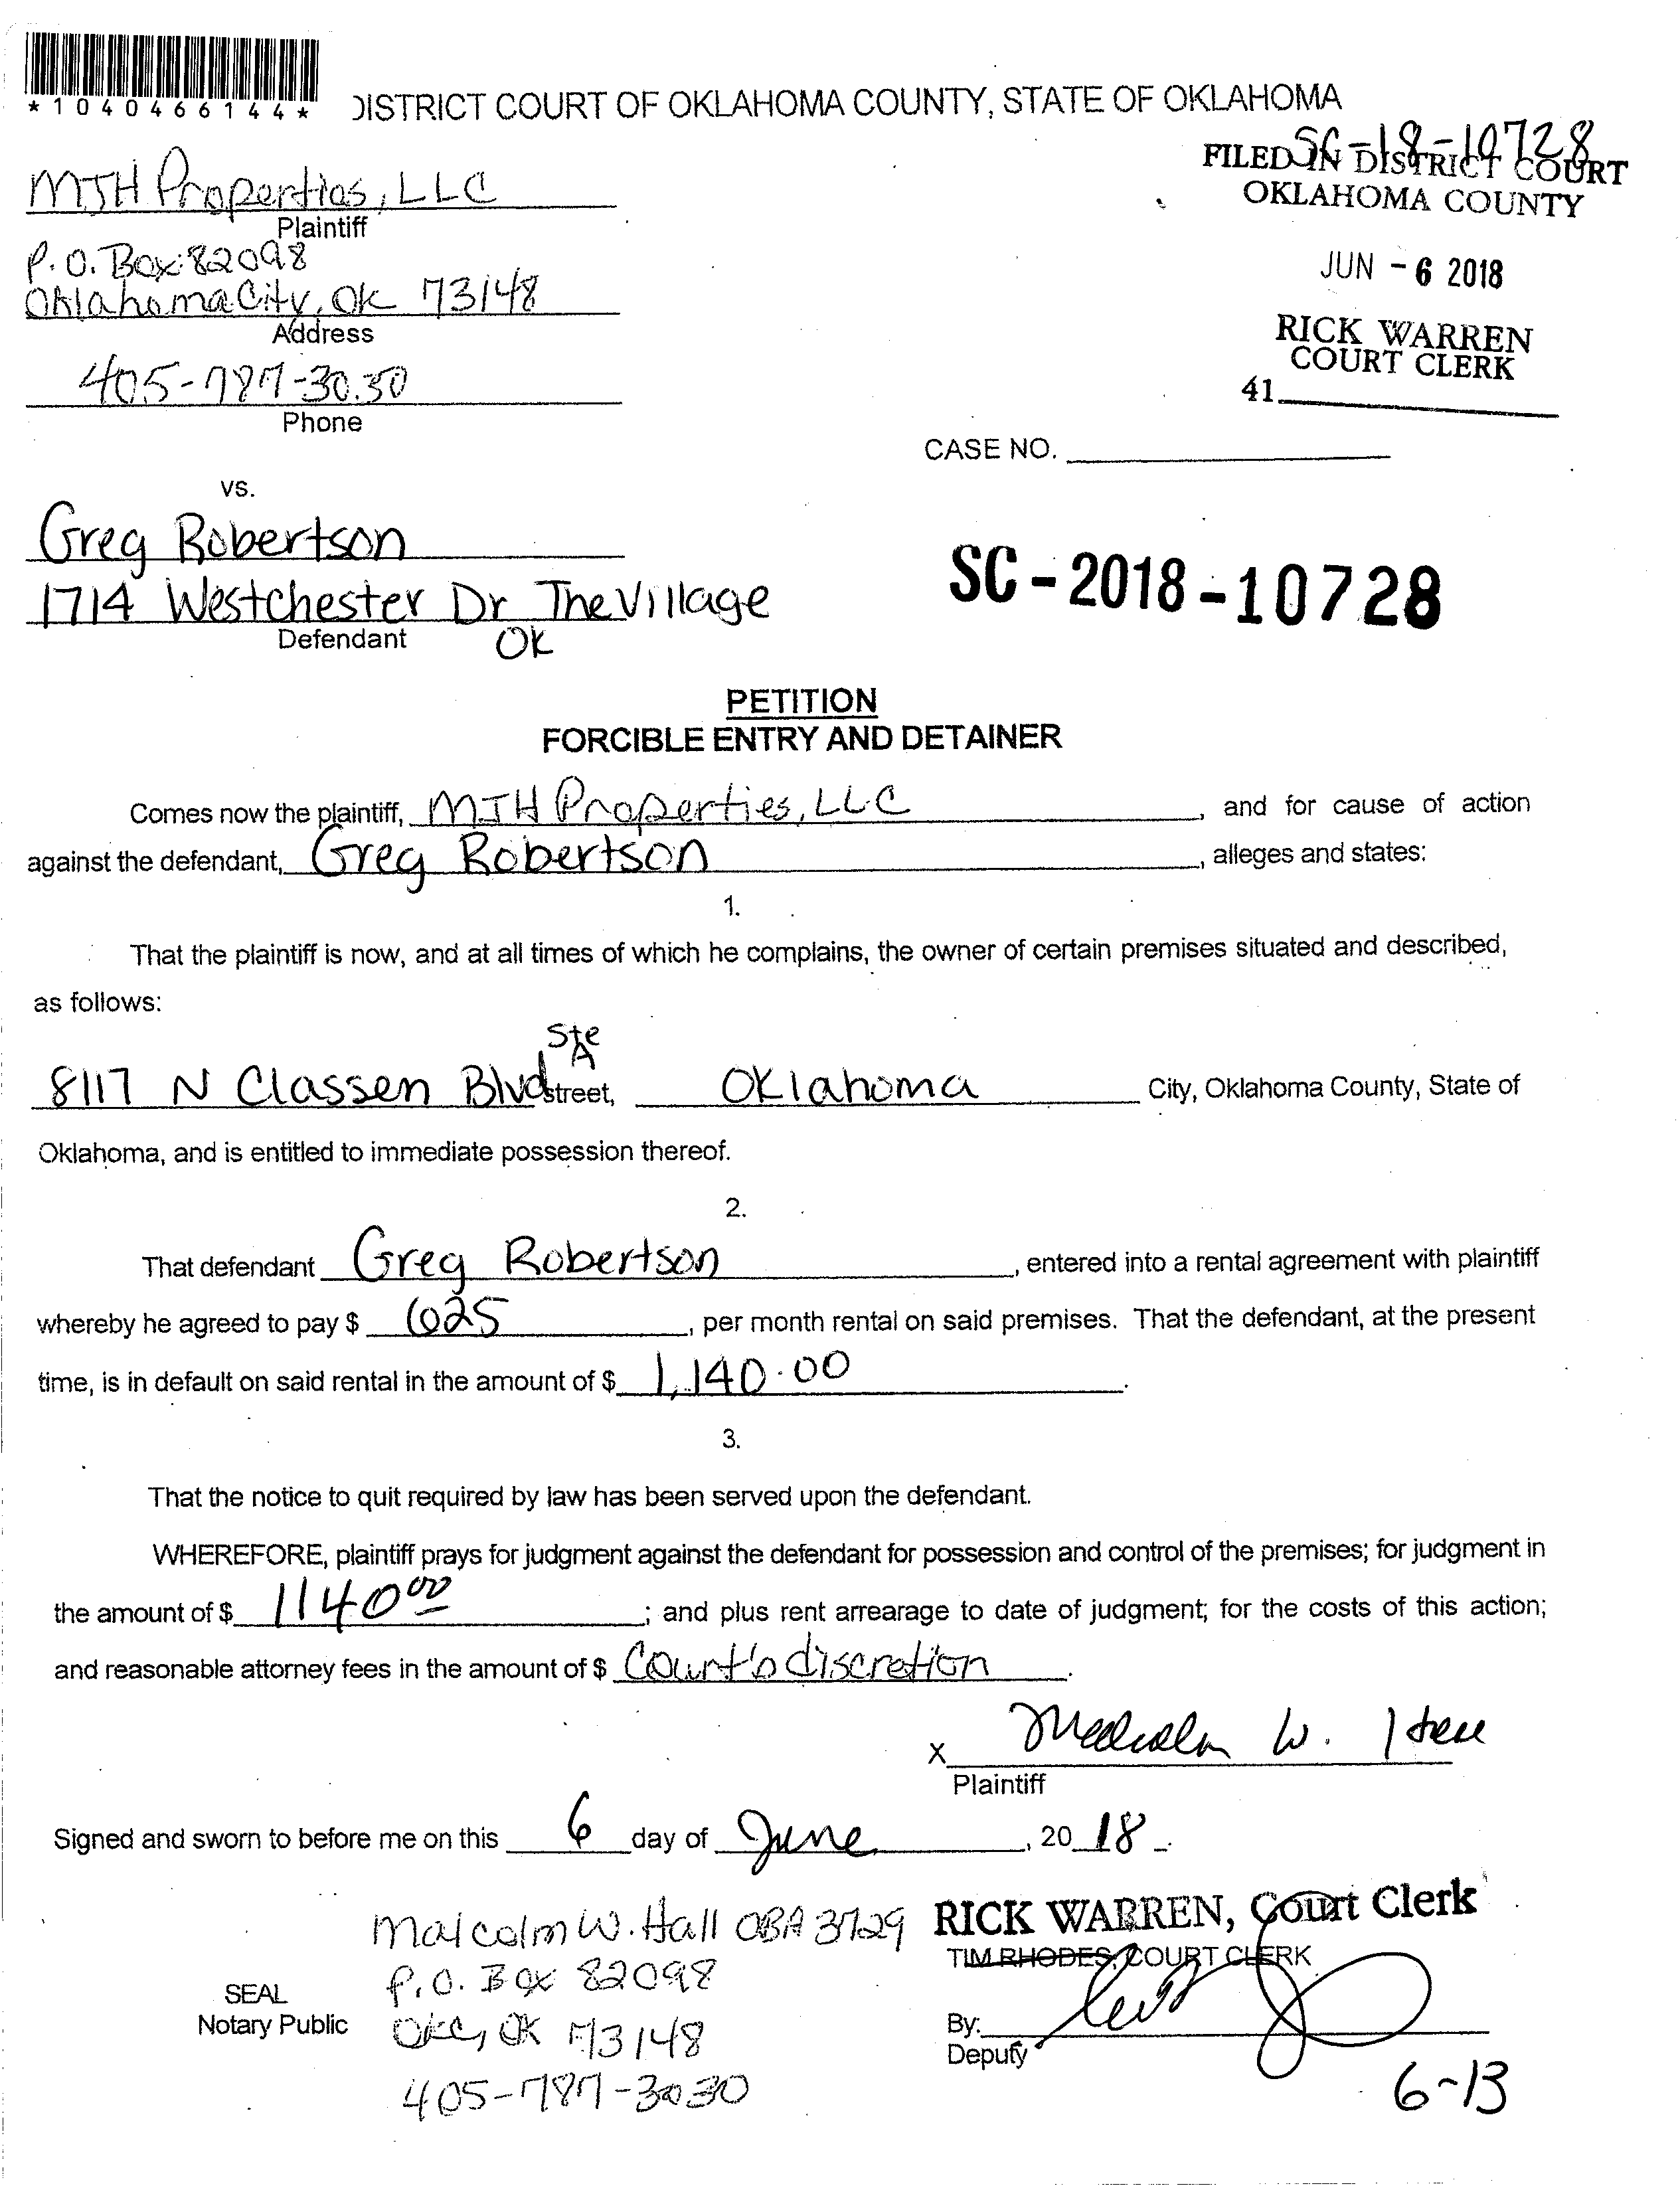 *1040466144*
DISTRICT COURT OF OKLAHOMA COUNTY, STATE OF OKLAHOMA
SC-18-10728
FILED IN DISTRICT COURT
OKLAHOMA COUNTY
MJH Properties, LLC
Plaintiff
P.O. Box 82098
Oklahoma City, OK 73148
Address
JUN - 6 2018
RICK WARREN
COURT CLERK
41
405-787-3030
Phone
CASE NO.
vs.
Greg Robertson
1714 Westchester Dr The Village
Defendant OK
SC - 2018 - 10728
PETITION
FORCIBLE ENTRY AND DETAINER
Comes now the plaintiff, MJH Properties, LLC, and for cause of action
against the defendant, Greg Robertson, alleges and states:
1.
That the plaintiff is now, and at all times of which he complains, the owner of certain premises situated and described,
as follows:
Ste
A
8117 N Classen Blvd street, Oklahoma City, Oklahoma County, State of
Oklahoma, and is entitled to immediate possession thereof.
2.
That defendant Greg Robertson, entered into a rental agreement with plaintiff
whereby he agreed to pay $ 625, per month rental on said premises. That the defendant, at the present
time, is in default on said rental in the amount of $ 1,140.00.
3.
That the notice to quit required by law has been served upon the defendant.
WHEREFORE, plaintiff prays for judgment against the defendant for possession and control of the premises; for judgment in
the amount of $ 1140 00; and plus rent arrearage to date of judgment; for the costs of this action;
and reasonable attorney fees in the amount of $ Court's discretion.
X Malcolm W. Hall
Plaintiff
Signed and sworn to before me on this 6 day of June, 20 18.
Malcolm W. Hall OBA 3729
RICK WARREN, Court Clerk
TIM RHODES, COURT CLERK
P.O. Box 82098
SEAL
Notary Public
OKC, OK 73148
By:
Deputy
405-787-3030
6-13